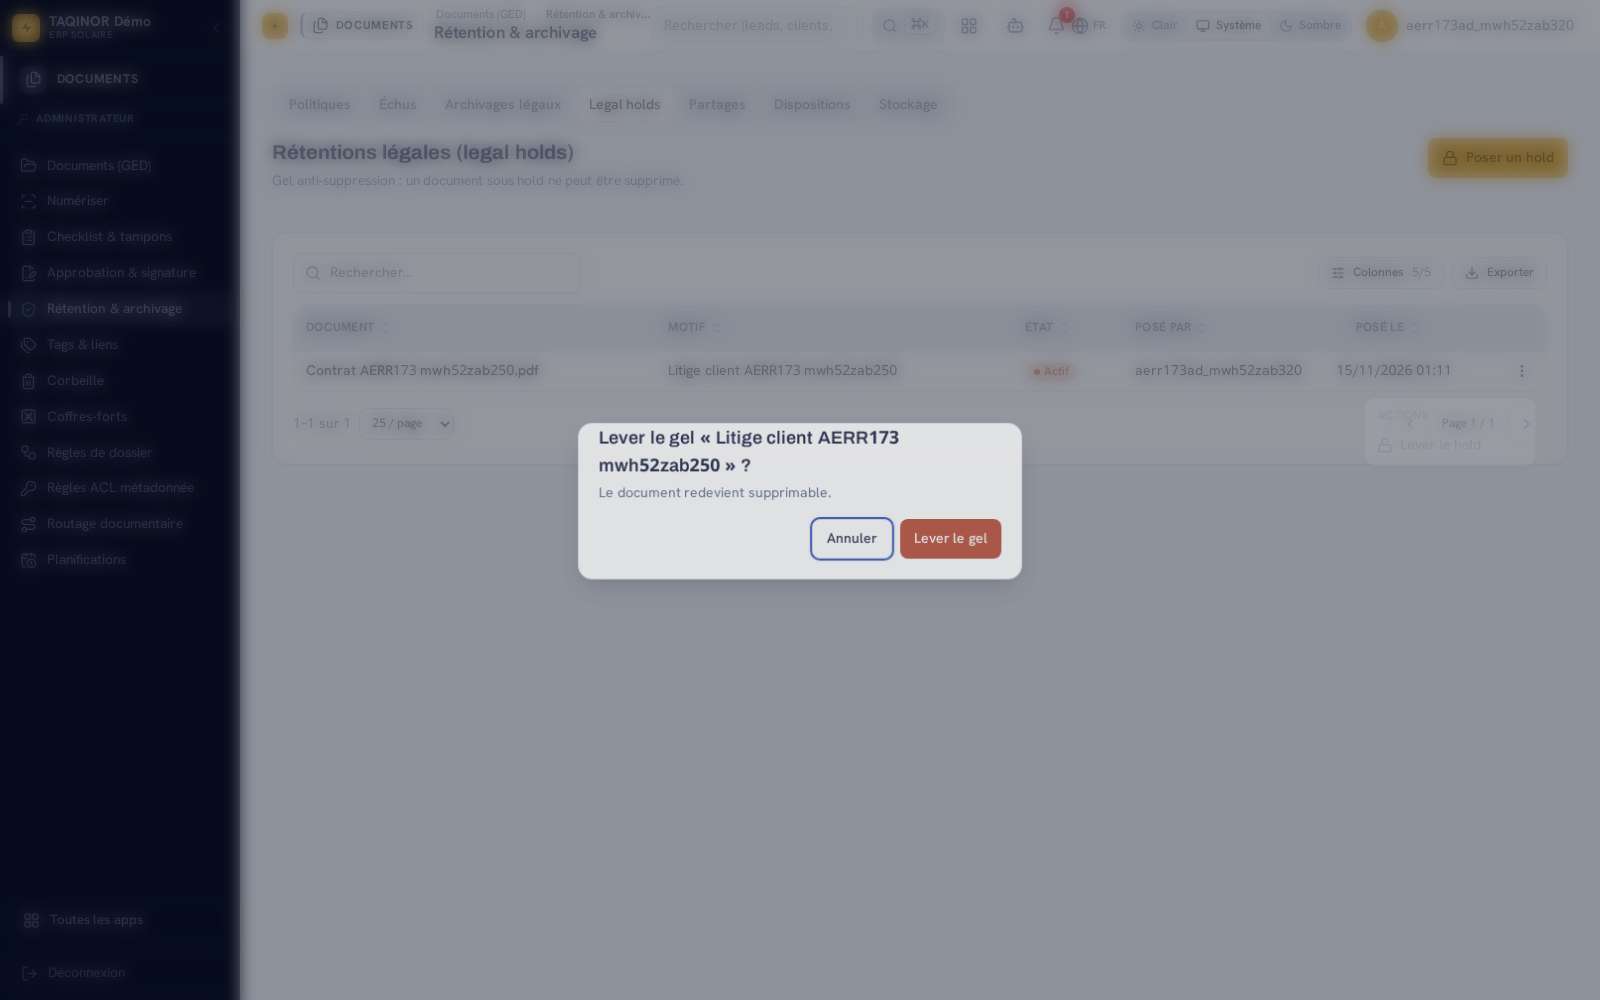 TAQINOR Démo
ERP SOLAIRE
DOCUMENTS
ADMINISTRATEUR
Documents (GED)
Numériser
Checklist & tampons
Approbation & signature
Rétention & archivage
Tags & liens
Corbeille
Coffres-forts
Règles de dossier
Règles ACL métadonnée
Routage documentaire
Planifications
Toutes les apps
Déconnexion
DOCUMENTS
Documents (GED) Rétention & archiv...
Rétention & archivage
Rechercher (leads, clients,
⌘K
FR
Clair
Système
Sombre
aerr173ad_mwh52zab320
Politiques
Échus
Archivages légaux
Legal holds
Partages
Dispositions
Stockage
Rétentions légales (legal holds)
Gel anti-suppression : un document sous hold ne peut être supprimé.
Poser un hold
Rechercher...
Colonnes 5/5
Exporter
DOCUMENT MOTIF ÉTAT POSÉ PAR POSÉ LE
Contrat AERR173 mwh52zab250.pdf Litige client AERR173 mwh52zab250 Actif aerr173ad_mwh52zab320 15/11/2026 01:11
1–1 sur 1
25 / page
ACTIONS
Page 1 / 1
Lever le hold
Lever le gel « Litige client AERR173
mwh52zab250 » ?
Le document redevient supprimable.
Annuler
Lever le gel